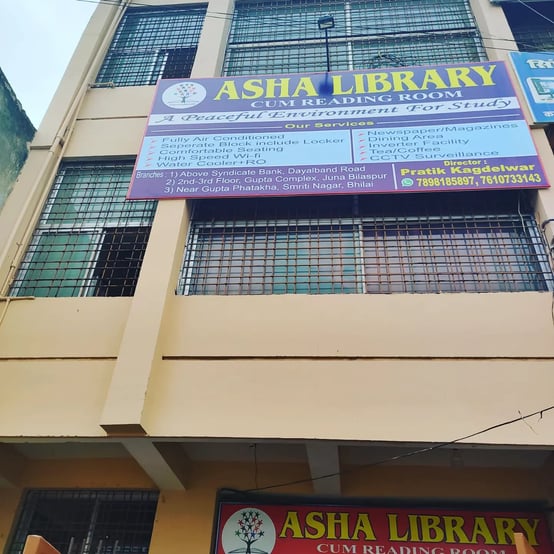 ASHA LIBRARY
CUM READING ROOM
A Peaceful Environment For Study
Our Services
Fully Air Conditioned
Seperate Block include Locker
Comfortable Seating
High Speed Wi-fi
Water Cooler+RO
Newspaper/Magazines
Dining Area
Inverter Facility
Tea/Coffee
CCTV Surveillance
Branches : 1) Above Syndicate Bank, Dayalband Road
2) 2nd-3rd Floor, Gupta Complex, Juna Bilaspur
3) Near Gupta Phatakha, Smriti Nagar, Bhilai
Director :
Pratik Kagdelwar
7898185897, 7610733143
ASHA LIBRARY
CUM READING ROOM